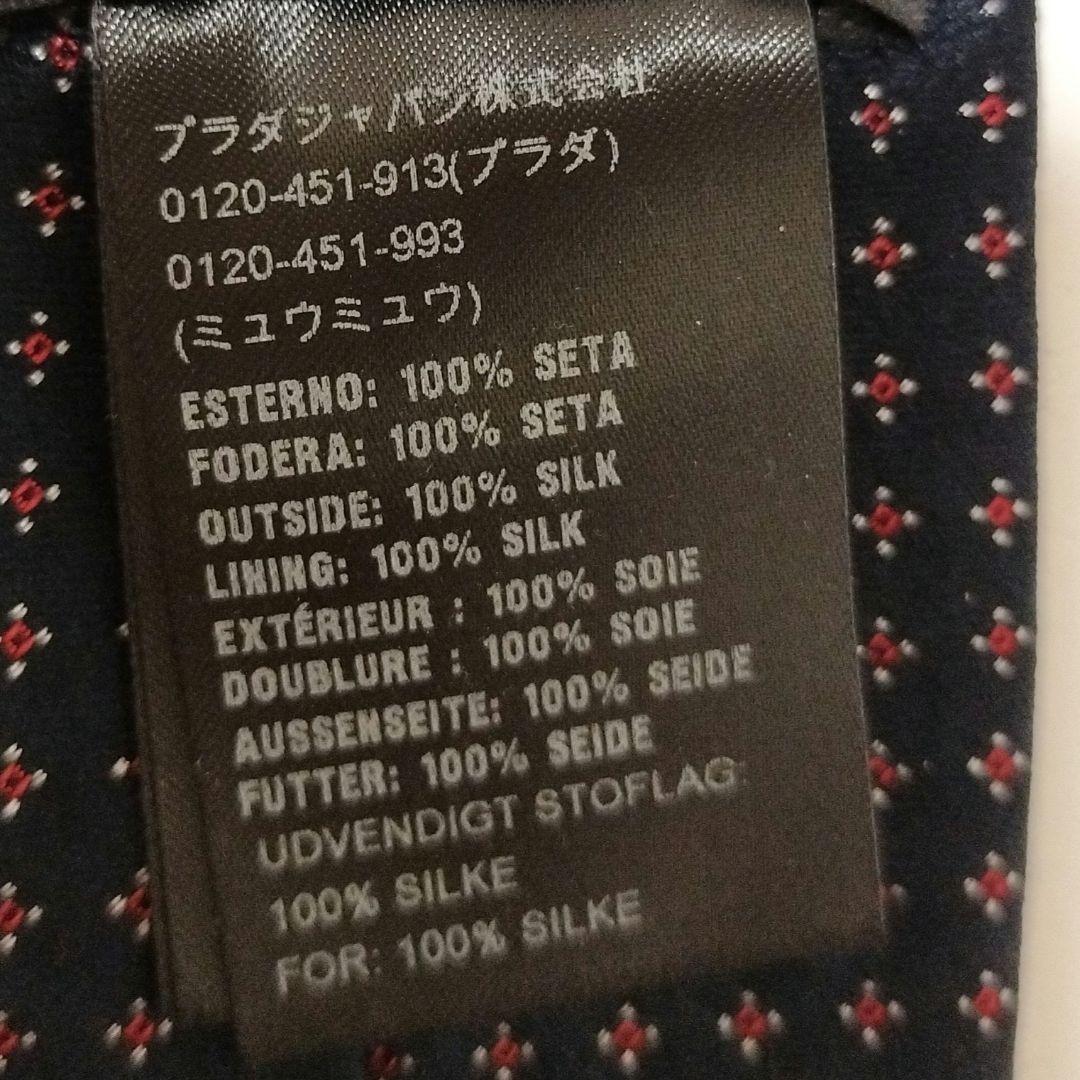 プラダジャパン株式会社
0120-451-913(プラダ)
0120-451-993
(ミュウミュウ)
ESTERNO: 100% SETA
FODERA: 100% SETA
OUTSIDE: 100% SILK
LINING: 100% SILK
EXTÉRIEUR : 100% SOIE
DOUBLURE : 100% SOIE
AUSSENSEITE: 100% SEIDE
FUTTER: 100% SEIDE
UDVENDIGT STOFLAG:
100% SILKE
FOR: 100% SILKE